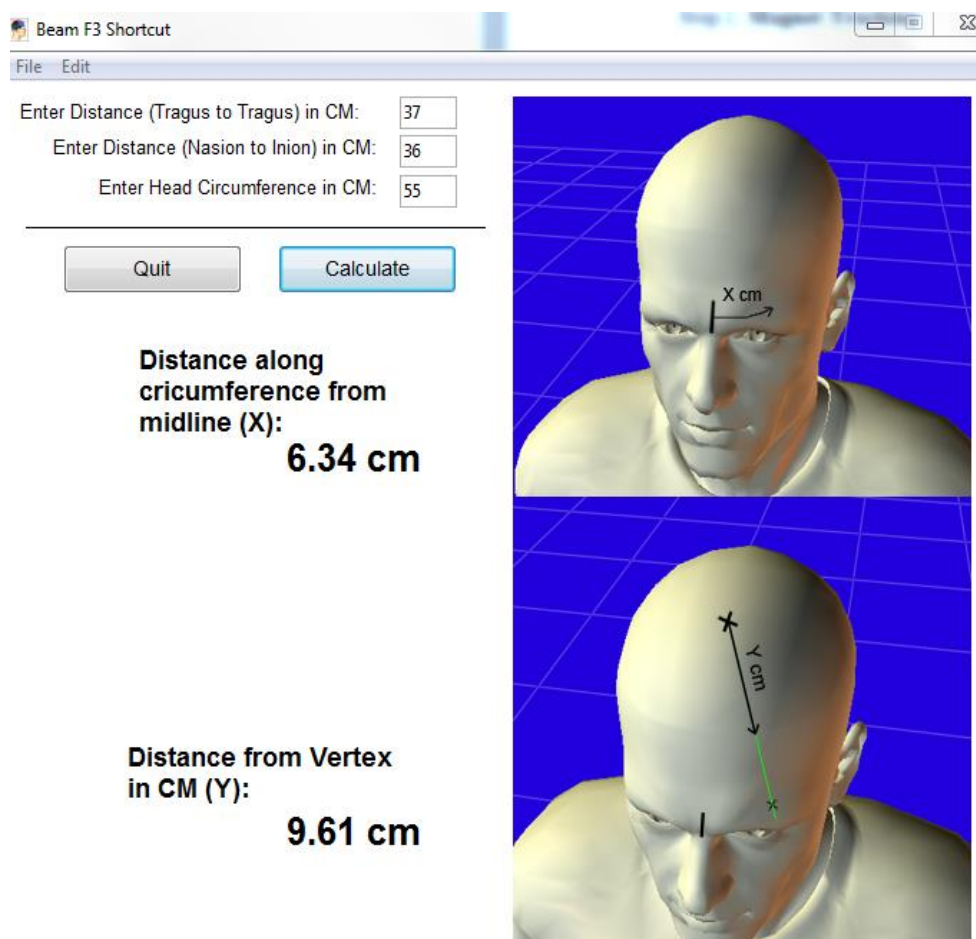 Beam F3 Shortcut
File Edit
Enter Distance (Tragus to Tragus) in CM: 37
Enter Distance (Nasion to Inion) in CM: 36
Enter Head Circumference in CM: 55
Quit Calculate
X cm
Distance along
cricumference from
midline (X):
6.34 cm
Y cm
Distance from Vertex
in CM (Y):
9.61 cm